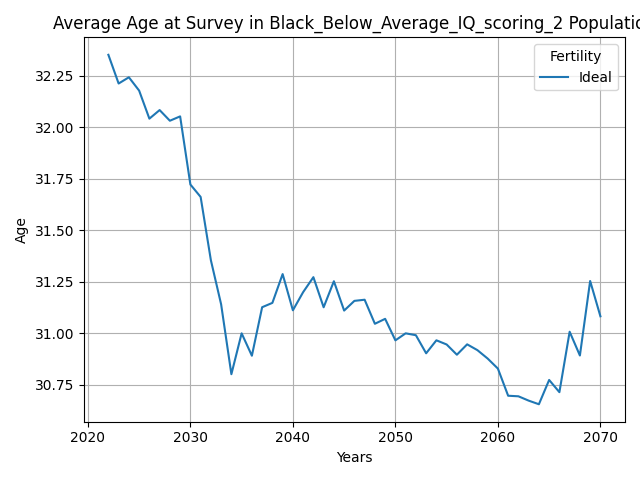 Average Age at Survey in Black_Below_Average_IQ_scoring_2 Populatio
Fertility
Ideal
32.25
32.00
31.75
31.50
31.25
31.00
30.75
Age
2020
2030
2040
2050
2060
2070
Years